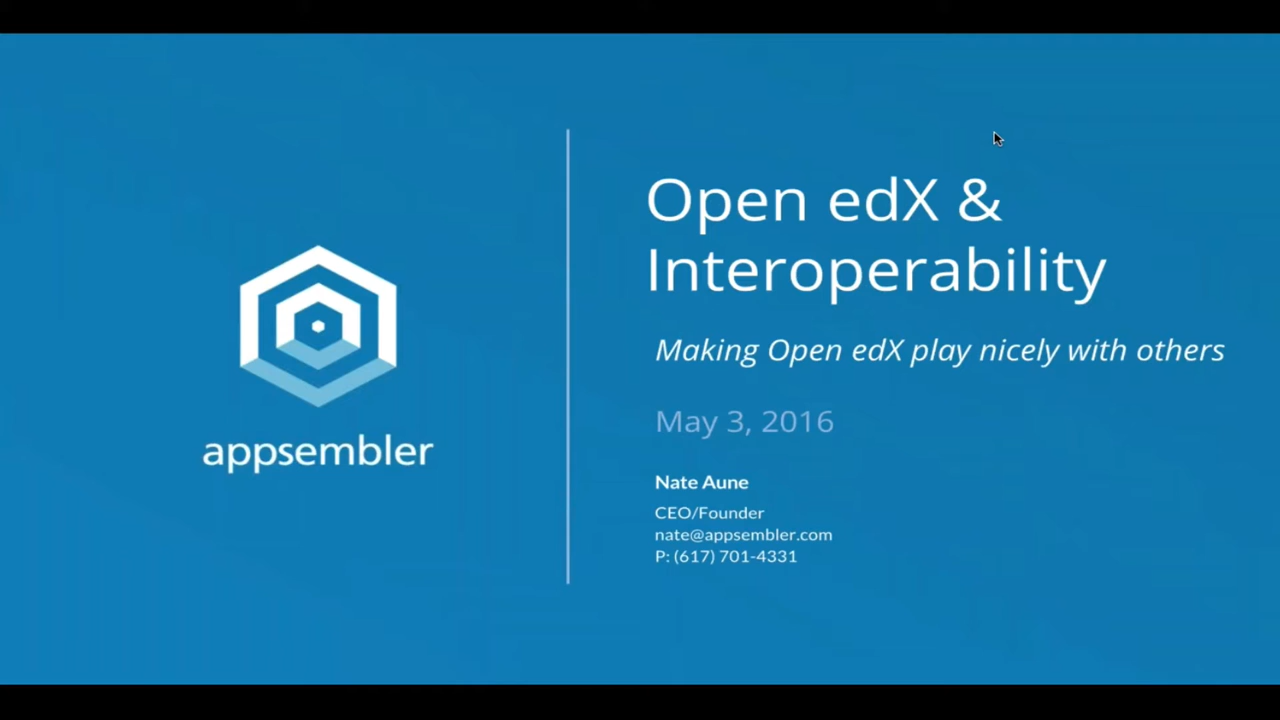 appsembler
Open edX &
Interoperability
Making Open edX play nicely with others
May 3, 2016
Nate Aune
CEO/Founder
nate@appsembler.com
P: (617) 701-4331